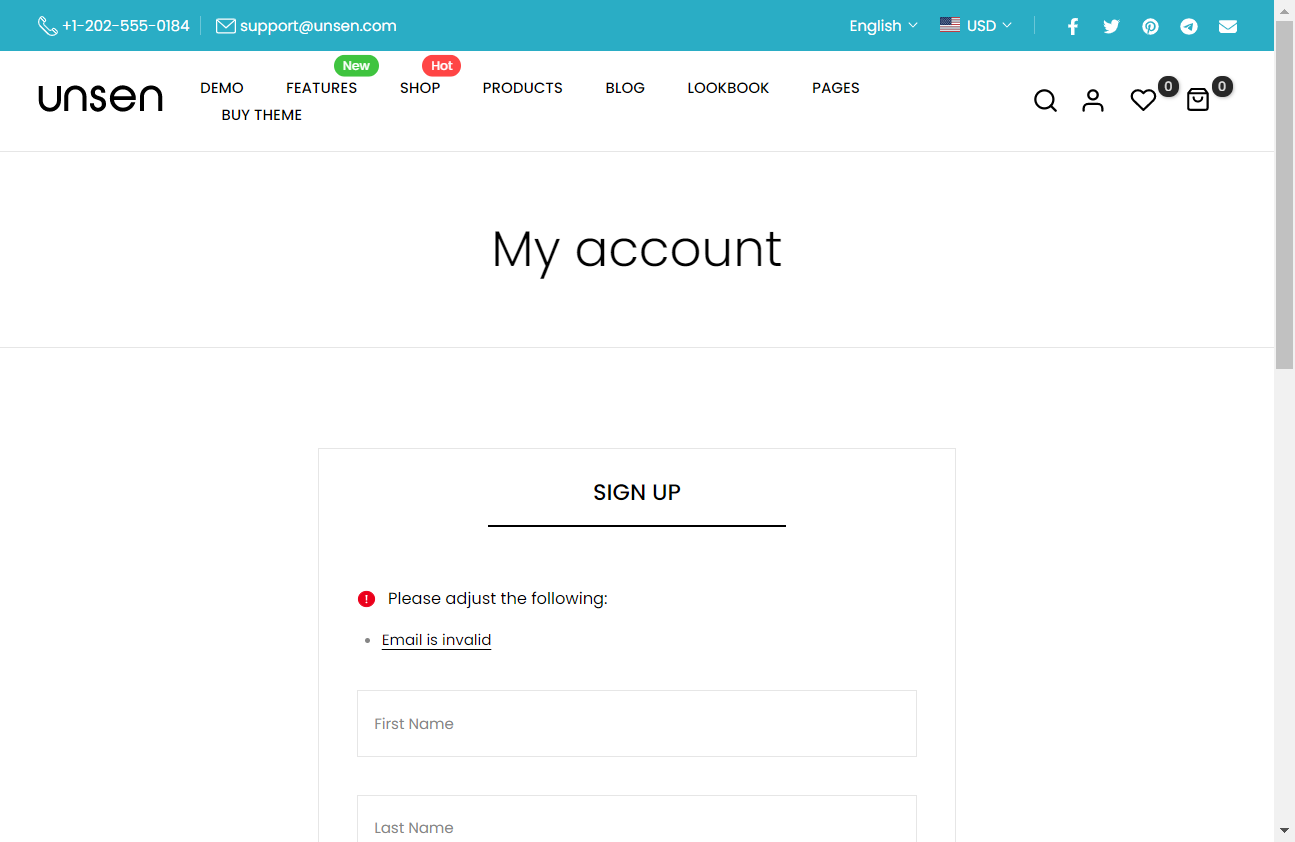 +1-202-555-0184 support@unsen.com English USD
New Hot
unsen DEMO FEATURES SHOP PRODUCTS BLOG LOOKBOOK PAGES 0 0
BUY THEME
My account
SIGN UP
Please adjust the following:
Email is invalid
First Name
Last Name